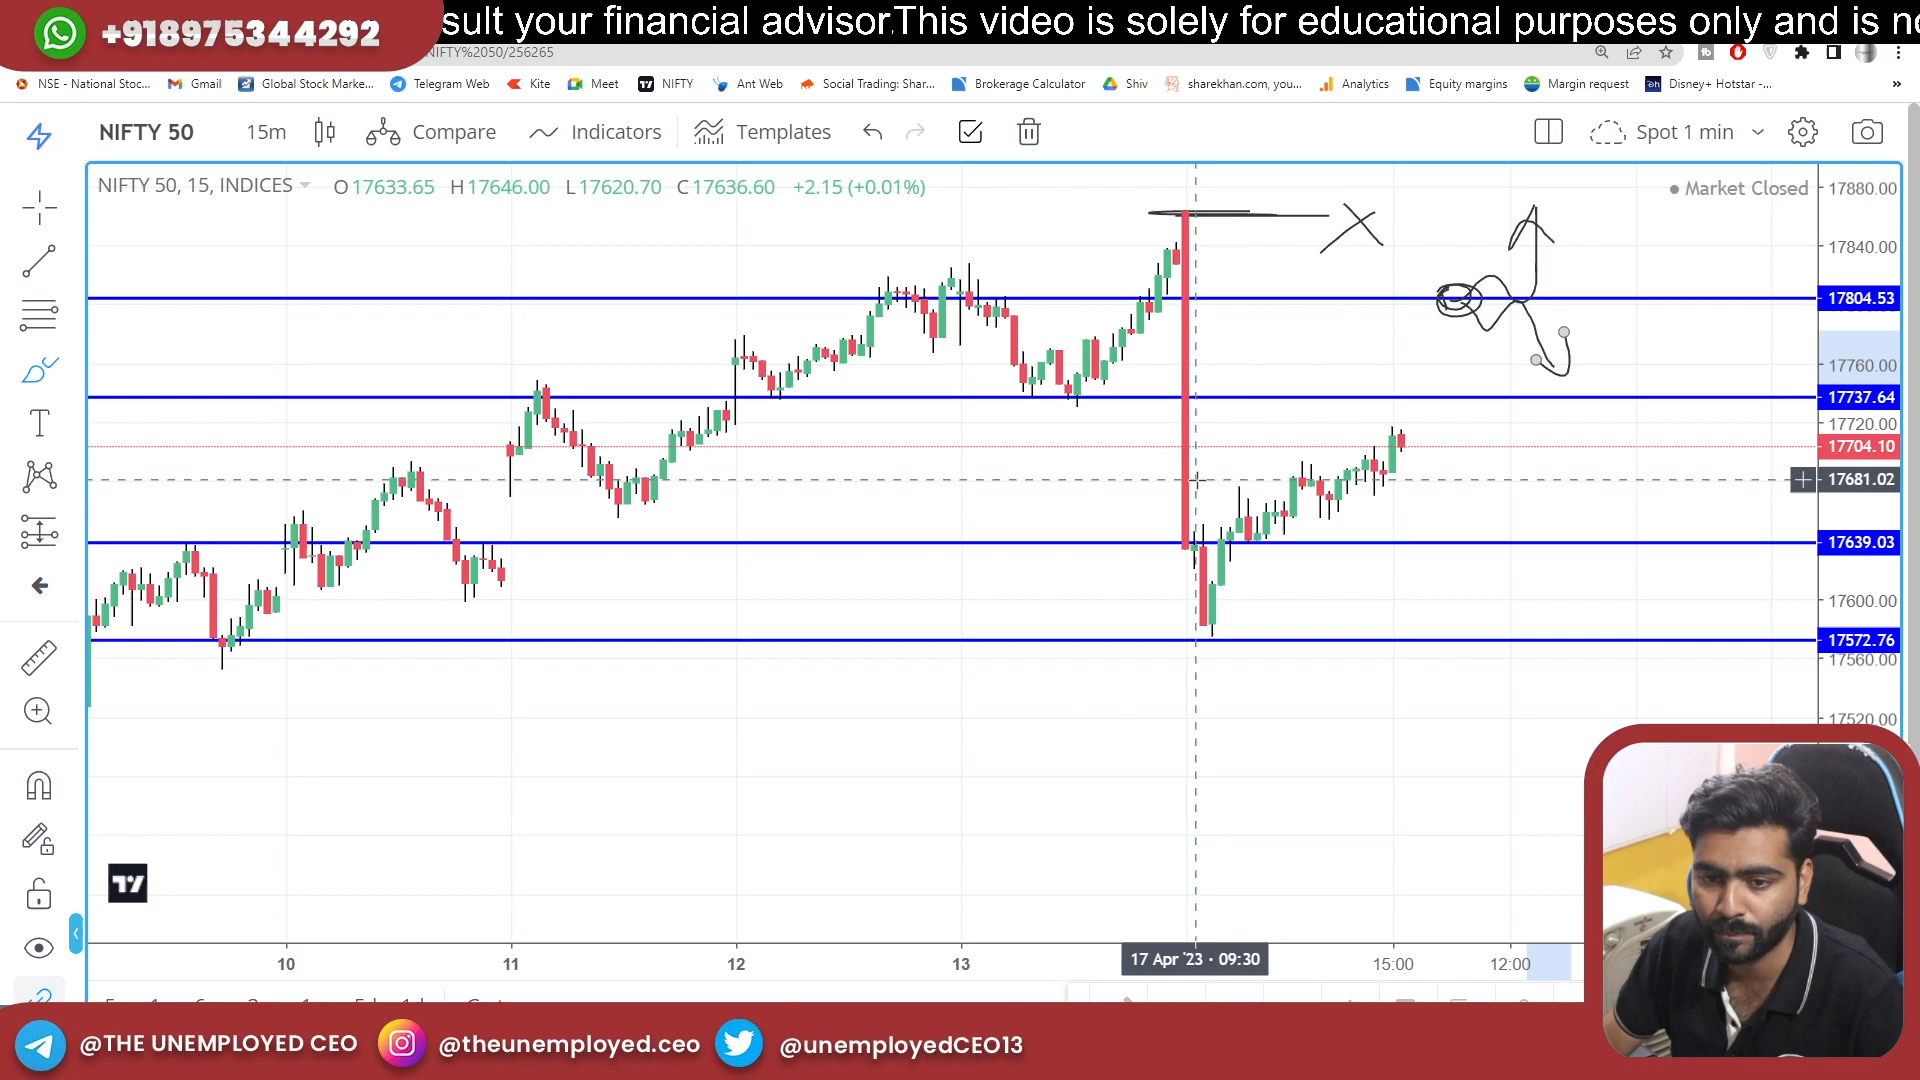 +918975344292
sult your financial advisor.This video is solely for educational purposes only and is n
NIFTY%2050/256265
NSE - National Stoc... Gmail Global Stock Marke... Telegram Web Kite Meet NIFTY Ant Web Social Trading: Shar... Brokerage Calculator Shiv sharekhan.com, you... Analytics Equity margins Margin request Disney+ Hotstar -... »
NIFTY 50 15m Compare Indicators Templates Spot 1 min
NIFTY 50, 15, INDICES O17633.65 H17646.00 L17620.70 C17636.60 +2.15 (+0.01%) Market Closed
17880.00
17840.00
17804.53
17760.00
17737.64
17720.00
17704.10
17681.02
17639.03
17600.00
17572.76
17560.00
17520.00
10 11 12 13 17 Apr '23 · 09:30 15:00 12:00
@THE UNEMPLOYED CEO @theunemployed.ceo @unemployedCEO13